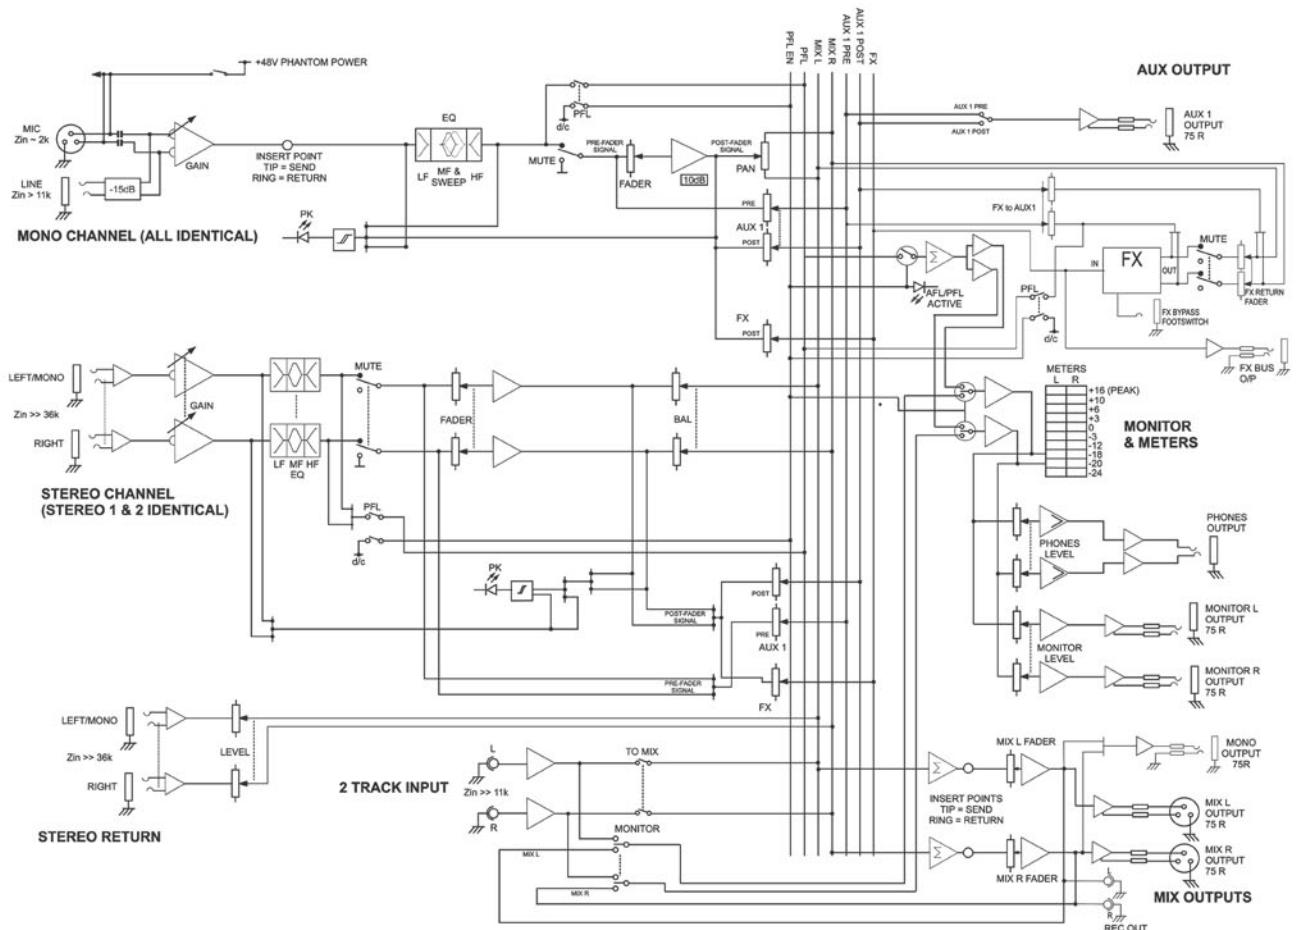 +48V PHANTOM POWER
MIC
Zin ~ 2k
GAIN
LINE
Zin > 11k
-15dB
INSERT POINT
TIP = SEND
RING = RETURN
EQ
LF
MF &
SWEEP
HF
MONO CHANNEL (ALL IDENTICAL)
PK
PFL
d/c
MUTE
PRE-FADER
SIGNAL
FADER
10dB
POST-FADER
SIGNAL
PAN
PRE
AUX 1
POST
FX
POST
PFL EN
PFL
MIX L
MIX R
AUX 1 PRE
AUX 1 POST
FX
AUX OUTPUT
AUX 1 PRE
AUX 1 POST
AUX 1
OUTPUT
75 R
FX to AUX1
MUTE
IN
FX
OUT
FX RETURN
FADER
AFL/PFL
ACTIVE
PFL
d/c
FX BYPASS
FOOTSWITCH
FX BUS
O/P
LEFT/MONO
Zin >> 36k
RIGHT
GAIN
LF MF HF
EQ
MUTE
FADER
BAL
STEREO CHANNEL
(STEREO 1 & 2 IDENTICAL)
PFL
d/c
PK
POST-FADER
SIGNAL
POST
PRE
AUX 1
PRE-FADER
SIGNAL
FX
METERS
L R
+16 (PEAK)
+10
+6
+3
0
-3
-12
-18
-20
-24
MONITOR
& METERS
PHONES
OUTPUT
PHONES
LEVEL
MONITOR L
OUTPUT
75 R
MONITOR
LEVEL
MONITOR R
OUTPUT
75 R
LEFT/MONO
Zin >> 36k
RIGHT
LEVEL
STEREO RETURN
2 TRACK INPUT
L
Zin >> 11k
R
TO MIX
MONITOR
MIX L
MIX R
MIX L FADER
INSERT POINTS
TIP = SEND
RING = RETURN
MIX R FADER
MONO
OUTPUT
75R
MIX L
OUTPUT
75 R
MIX R
OUTPUT
75 R
L
R
REC OUT
MIX OUTPUTS